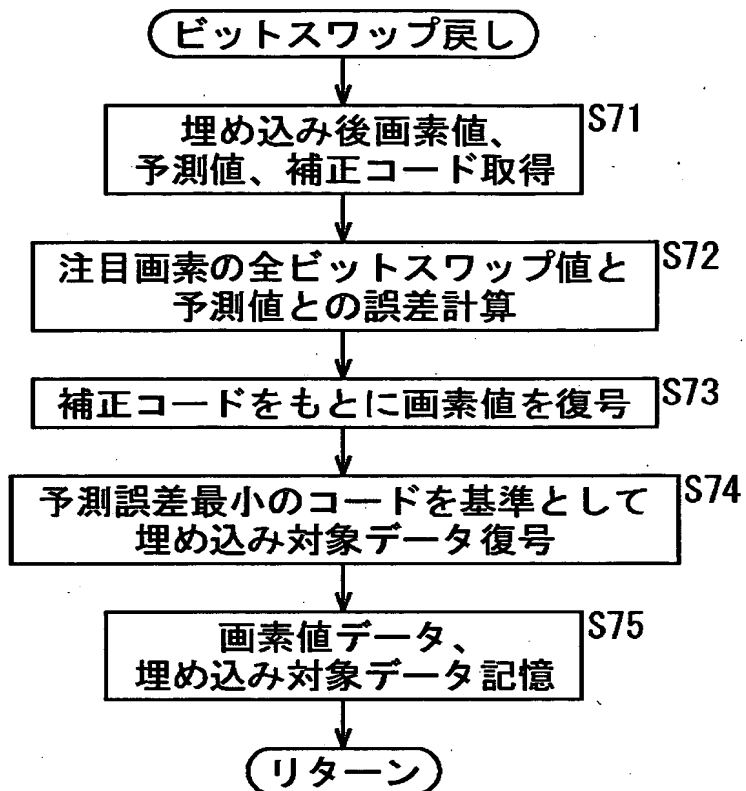 ビットスワップ戻し
S71
埋め込み後画素値、
予測値、補正コード取得
S72
注目画素の全ビットスワップ値と
予測値との誤差計算
S73
補正コードをもとに画素値を復号
S74
予測誤差最小のコードを基準として
埋め込み対象データ復号
S75
画素値データ、
埋め込み対象データ記憶
リターン